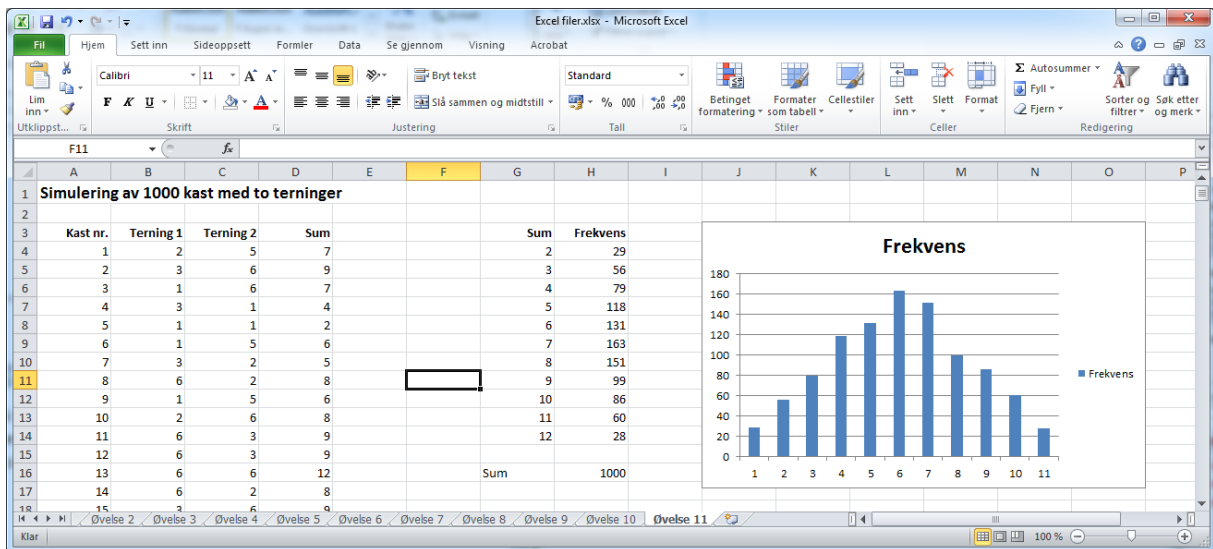 Excel filer.xlsx - Microsoft Excel
Fil Hjem Sett inn Sideoppsett Formler Data Se gjennom Visning Acrobat
Lim inn
Calibri 11
F K U
Bryt tekst
Slå sammen og midtstill
Standard
% 000
Betinget formatering
Formater som tabell
Cellestiler
Sett inn
Slett
Format
Σ Autosummer
Fyll
Fjern
Sorter og filtrer
Søk etter og merk
Utklippst... Skrift Justering Tall Stiler Celler Redigering
F11 fx
A B C D E F G H I J K L M N O P
1 Simulering av 1000 kast med to terninger
2
3 Kast nr. Terning 1 Terning 2 Sum Sum Frekvens
4 1 2 5 7 2 29
5 2 3 6 9 3 56
6 3 1 6 7 4 79
7 4 3 1 4 5 118
8 5 1 1 2 6 131
9 6 1 5 6 7 163
10 7 3 2 5 8 151
11 8 6 2 8 9 99
12 9 1 5 6 10 86
13 10 2 6 8 11 60
14 11 6 3 9 12 28
15 12 6 3 9
16 13 6 6 12 Sum 1000
17 14 6 2 8
18 15 3 6 9
Frekvens
180
160
140
120
100
80
60
40
20
0
1 2 3 4 5 6 7 8 9 10 11
Frekvens
Øvelse 2 Øvelse 3 Øvelse 4 Øvelse 5 Øvelse 6 Øvelse 7 Øvelse 8 Øvelse 9 Øvelse 10 Øvelse 11
Klar 100 %